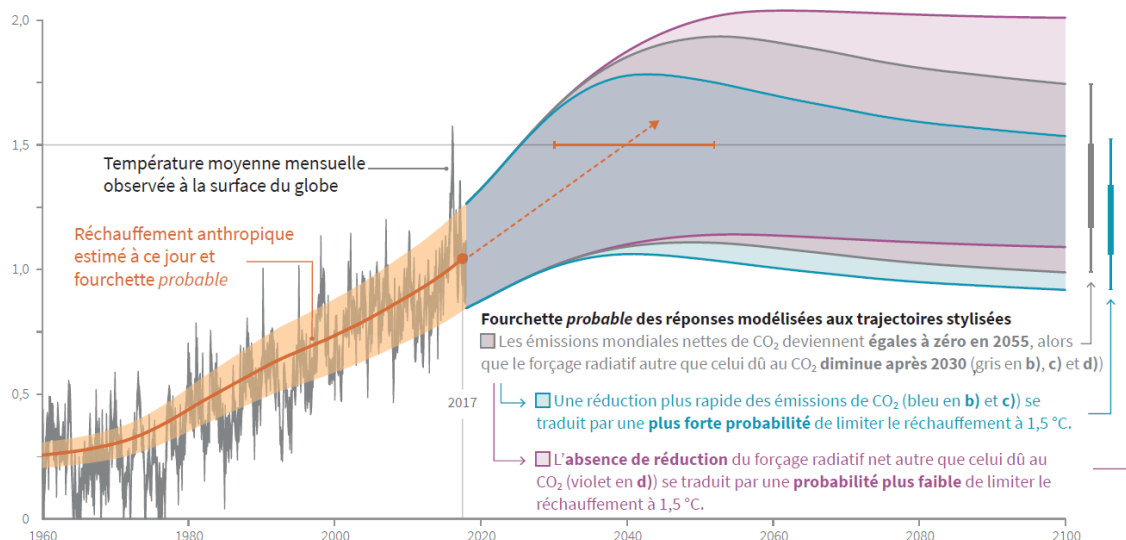 2,0
1,5
1,0
0,5
0
Température moyenne mensuelle
observée à la surface du globe
Réchauffement anthropique
estimé à ce jour et
fourchette probable
2017
Fourchette probable des réponses modélisées aux trajectoires stylisées
Les émissions mondiales nettes de CO₂ deviennent égales à zéro en 2055, alors
que le forçage radiatif autre que celui dû au CO₂ diminue après 2030 (gris en b), c) et d))
Une réduction plus rapide des émissions de CO₂ (bleu en b) et c)) se
traduit par une plus forte probabilité de limiter le réchauffement à 1,5 °C.
L’absence de réduction du forçage radiatif net autre que celui dû au
CO₂ (violet en d)) se traduit par une probabilité plus faible de limiter le
réchauffement à 1,5 °C.
1960 1980 2000 2020 2040 2060 2080 2100